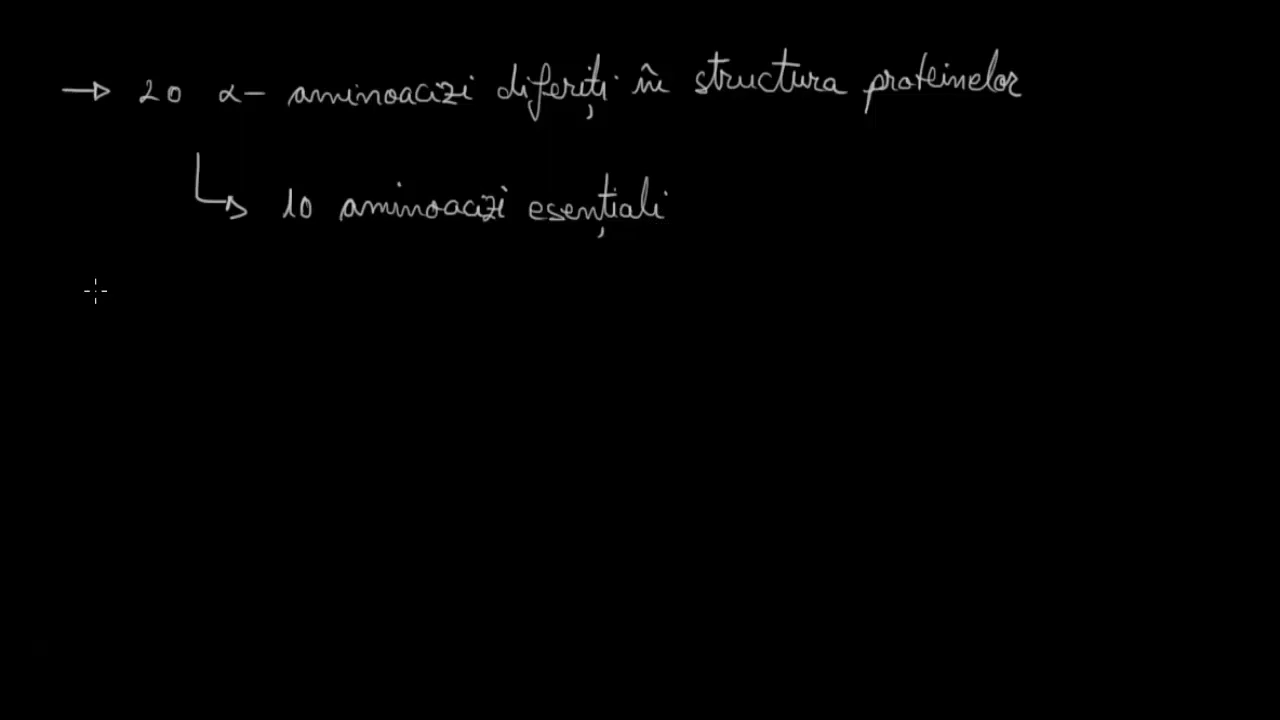 → 20 α- aminoacizi diferiți în structura proteinelor
↳ 10 aminoacizi esențiali